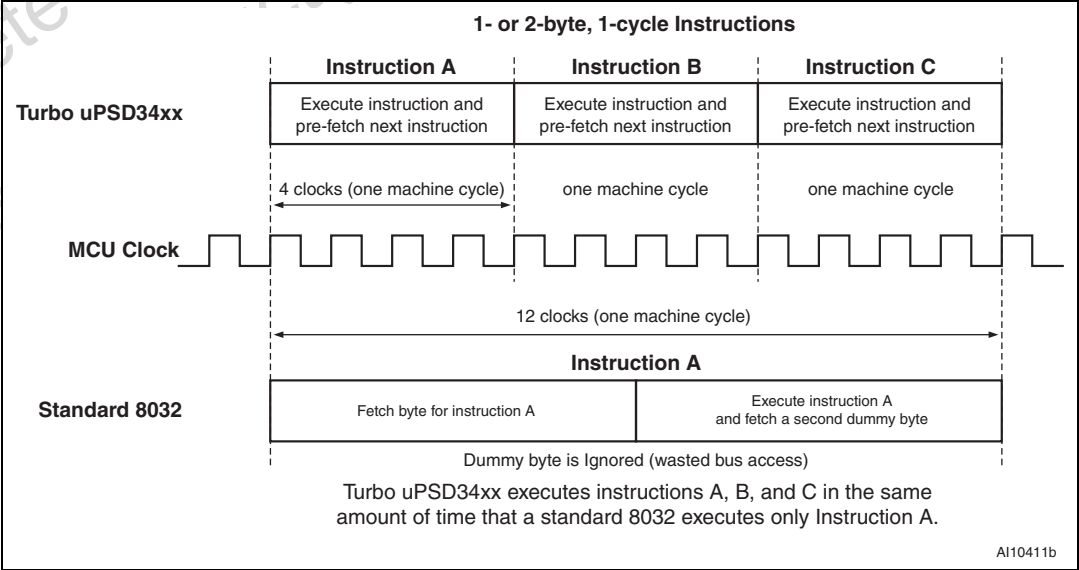 1- or 2-byte, 1-cycle Instructions
Instruction A Instruction B Instruction C
Turbo uPSD34xx
Execute instruction and Execute instruction and Execute instruction and
pre-fetch next instruction pre-fetch next instruction pre-fetch next instruction
4 clocks (one machine cycle) one machine cycle one machine cycle
MCU Clock
12 clocks (one machine cycle)
Instruction A
Standard 8032
Fetch byte for instruction A
Execute instruction A
and fetch a second dummy byte
Dummy byte is Ignored (wasted bus access)
Turbo uPSD34xx executes instructions A, B, and C in the same
amount of time that a standard 8032 executes only Instruction A.
AI10411b